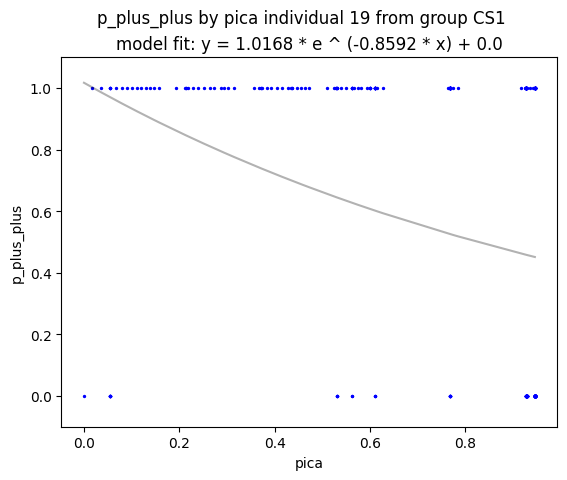 p_plus_plus by pica individual 19 from group CS1
model fit: y = 1.0168 * e ^ (-0.8592 * x) + 0.0
p_plus_plus
1.0
0.8
0.6
0.4
0.2
0.0
0.0 0.2 0.4 0.6 0.8
pica